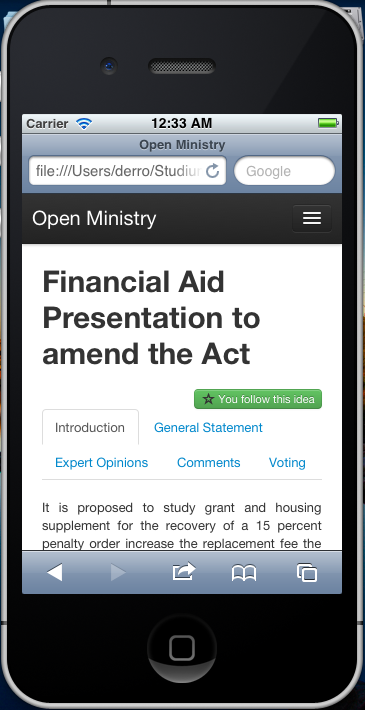 Carrier 12:33 AM
Open Ministry
file:///Users/derro/Studiu Google
Open Ministry
Financial Aid
Presentation to
amend the Act
You follow this idea
Introduction General Statement
Expert Opinions Comments Voting
It is proposed to study grant and housing
supplement for the recovery of a 15 percent
penalty order increase the replacement fee the